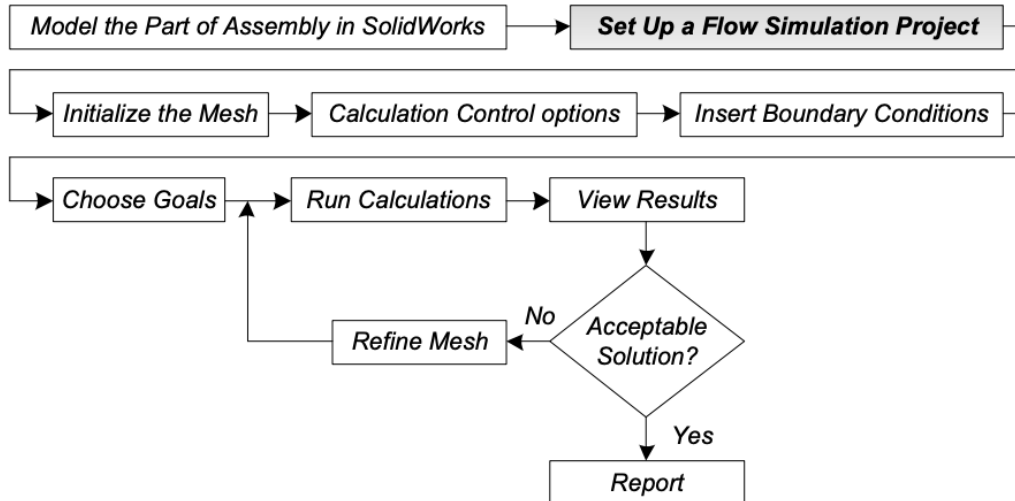 Model the Part of Assembly in SolidWorks
Set Up a Flow Simulation Project
Initialize the Mesh
Calculation Control options
Insert Boundary Conditions
Choose Goals
Run Calculations
View Results
No
Acceptable
Solution?
Refine Mesh
Yes
Report